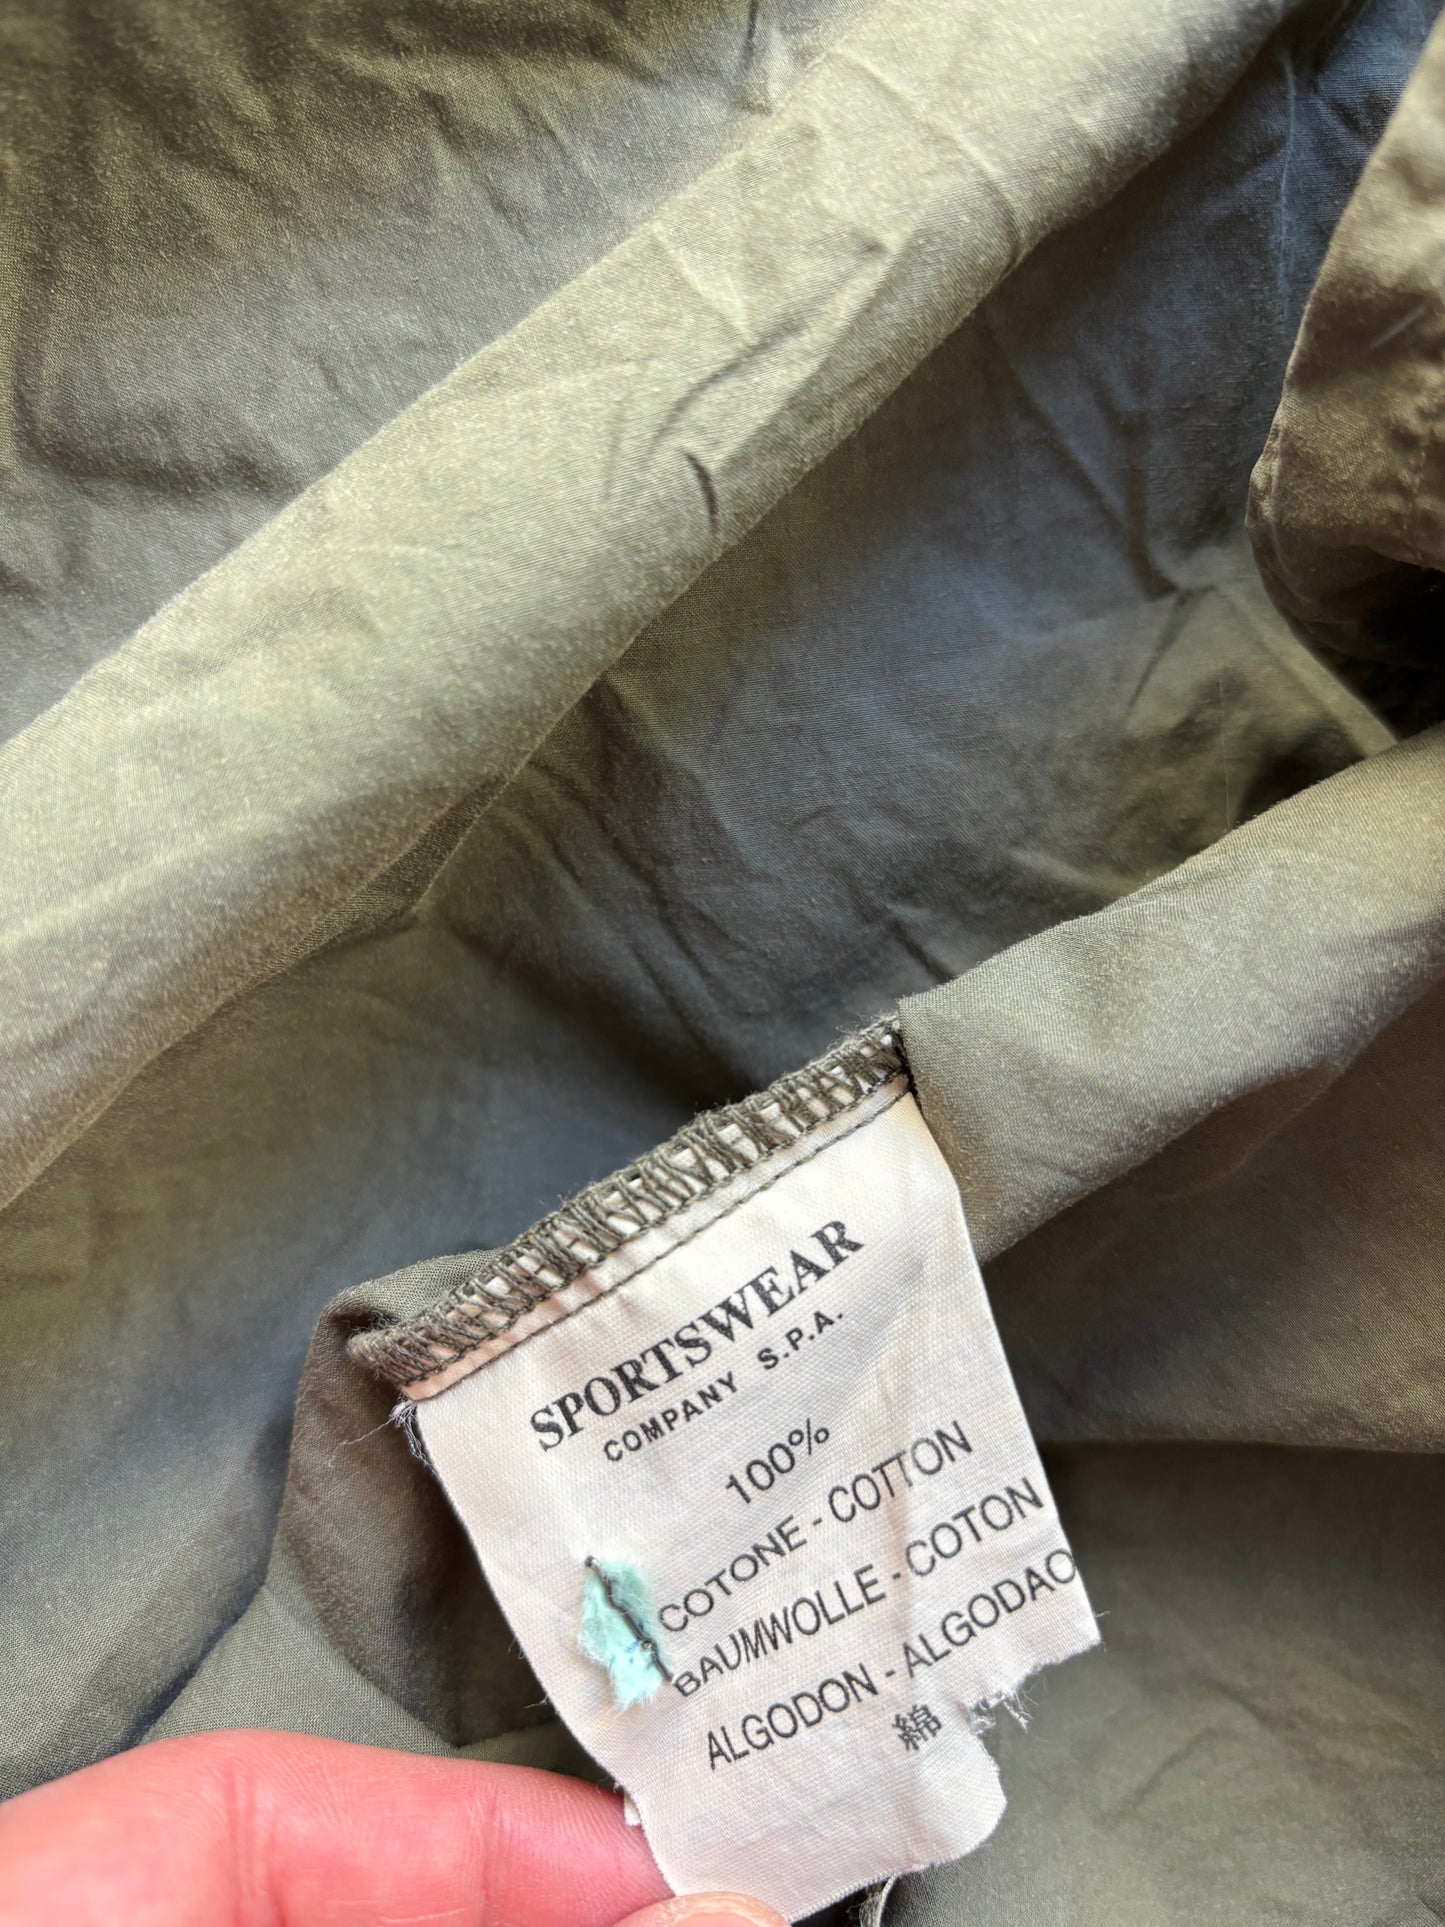 SPORTSWEAR
COMPANY S.P.A.
100%
COTONE - COTTON
BAUMWOLLE - COTON
ALGODON - ALGODAO
綿